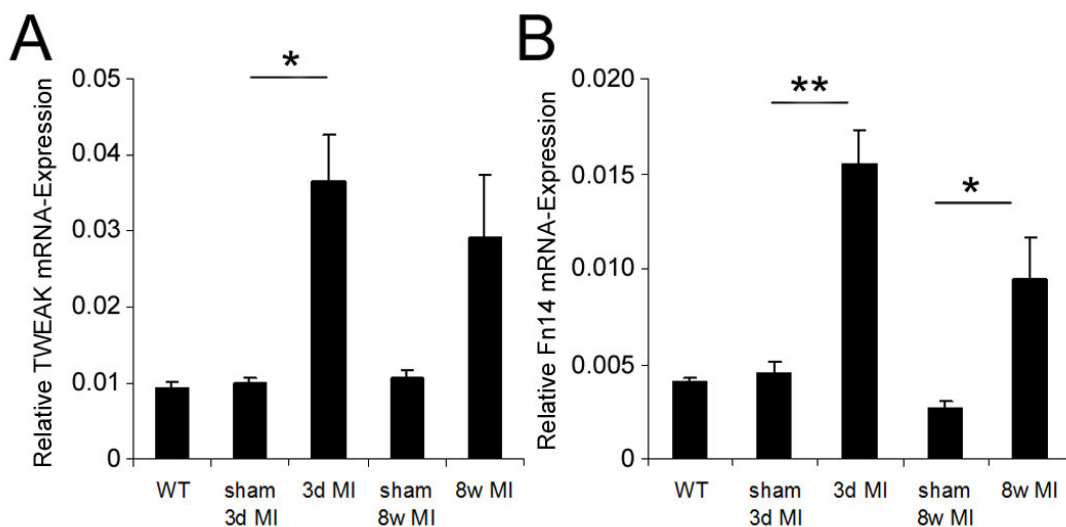 A
Relative TWEAK mRNA-Expression
0.05
0.04
0.03
0.02
0.01
0
*
WT
sham
3d MI
3d MI
sham
8w MI
8w MI
B
Relative Fn14 mRNA-Expression
0.020
0.015
0.010
0.005
0
**
*
WT
sham
3d MI
3d MI
sham
8w MI
8w MI